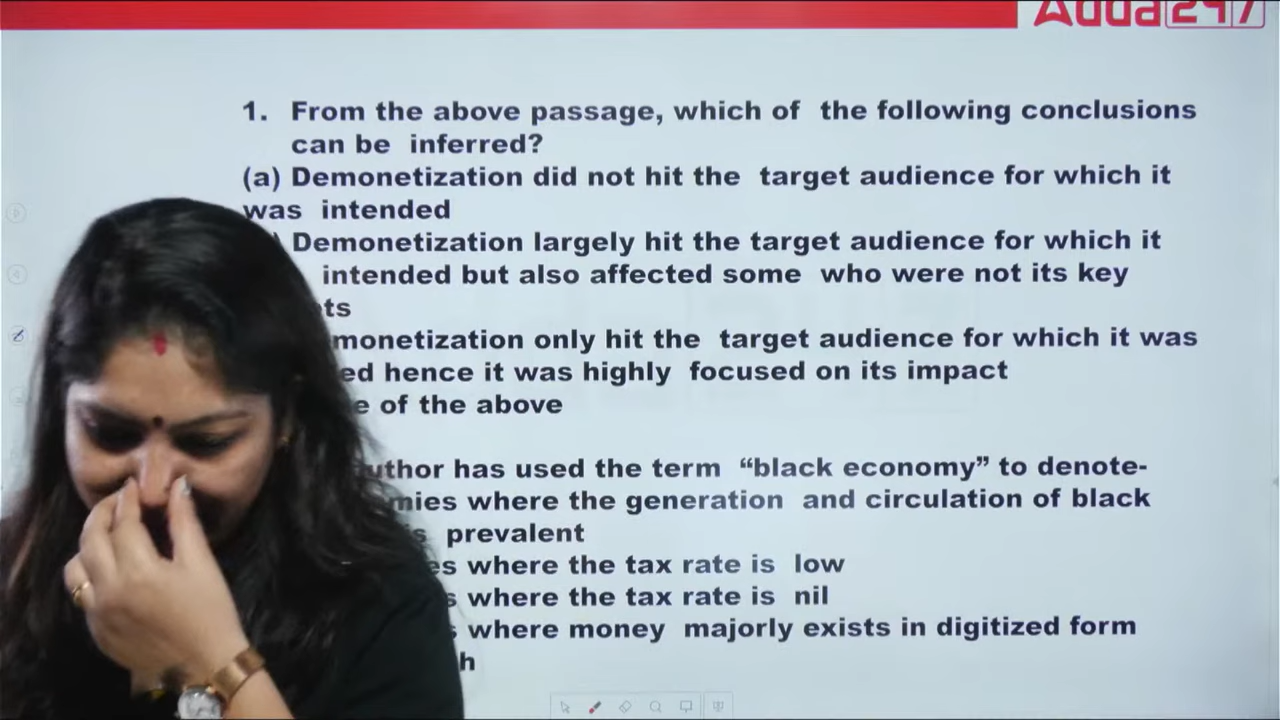 Adda247
1. From the above passage, which of the following conclusions
can be inferred?
(a) Demonetization did not hit the target audience for which it
was intended
) Demonetization largely hit the target audience for which it
intended but also affected some who were not its key
ts
monetization only hit the target audience for which it was
ed hence it was highly focused on its impact
e of the above
uthor has used the term “black economy” to denote-
mies where the generation and circulation of black
s prevalent
es where the tax rate is low
s where the tax rate is nil
s where money majorly exists in digitized form
h